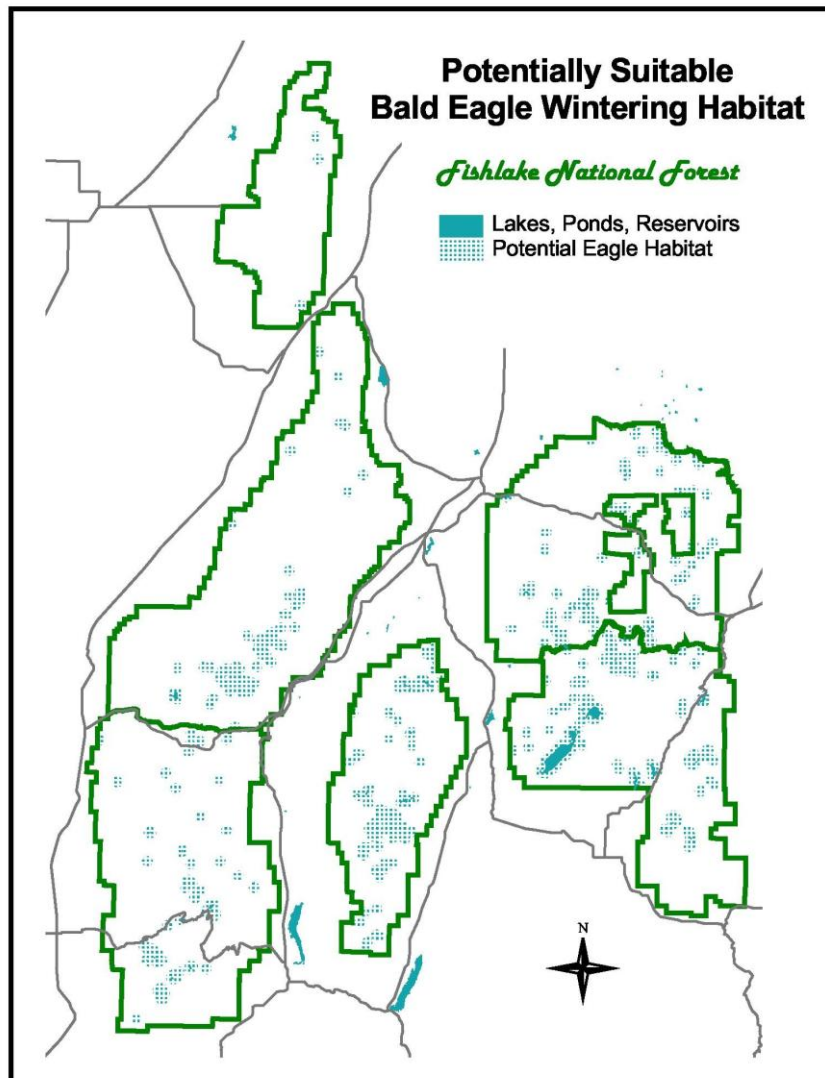 Potentially Suitable
Bald Eagle Wintering Habitat
Fishlake National Forest
Lakes, Ponds, Reservoirs
Potential Eagle Habitat
N